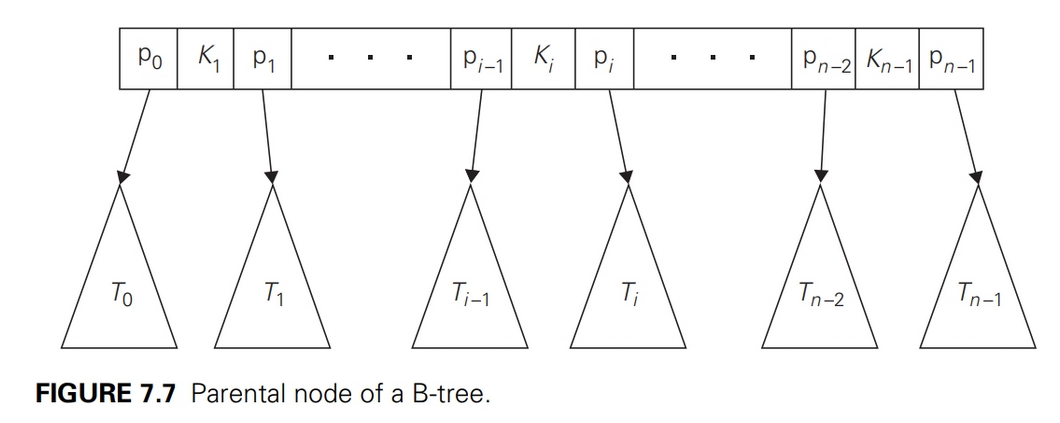 p₀ K₁ p₁ · · · pᵢ₋₁ Kᵢ pᵢ · · · pₙ₋₂ Kₙ₋₁ pₙ₋₁
T₀ T₁ Tᵢ₋₁ Tᵢ Tₙ₋₂ Tₙ₋₁
FIGURE 7.7 Parental node of a B-tree.